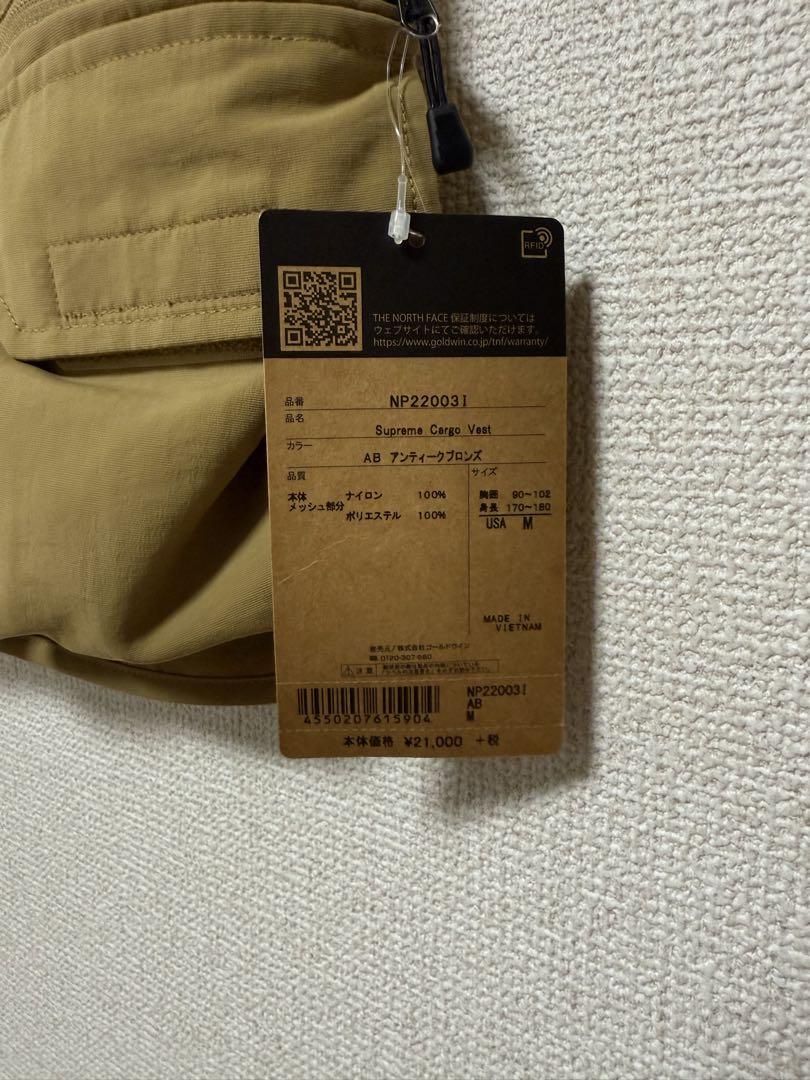 RFID
THE NORTH FACE 保証制度については
ウェブサイトにてご確認いただけます。
https://www.goldwin.co.jp/tnf/warranty/
品番 NP22003I
品名
Supreme Cargo Vest
カラー
AB アンティークブロンズ
品質 サイズ
本体 ナイロン 100%
メッシュ部分
ポリエステル 100%
胸囲 90~102
身長 170~180
USA M
MADE IN
VIETNAM
販売元/株式会社ゴールドウイン
0120-307-560
注意
4550207615904
NP22003I
AB
M
本体価格 ¥21,000 +税